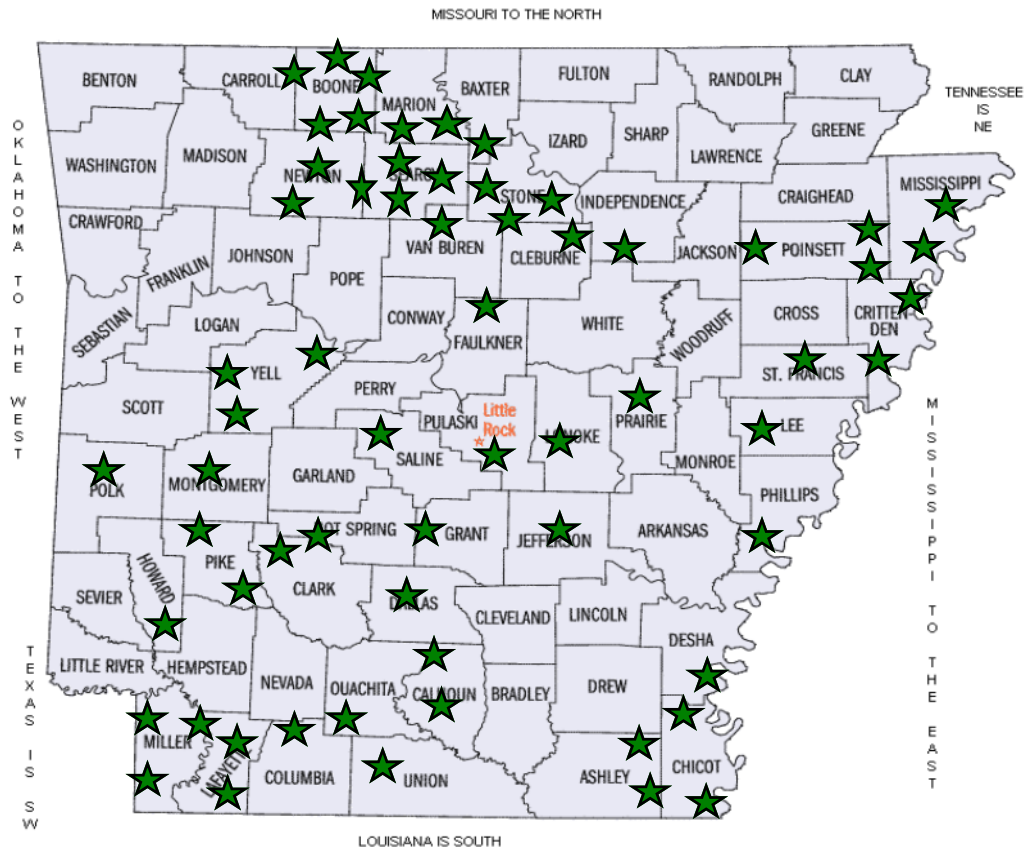 MISSOURI TO THE NORTH
BENTON
CARROLL
BOONE
MARION
BAXTER
FULTON
RANDOLPH
CLAY
TENNESSEE
IS
NE
SHARP
GREENE
WASHINGTON
MADISON
NEWTON
IZARD
LAWRENCE
STONE
INDEPENDENCE
CRAIGHEAD
MISSISSIPPI
CRAWFORD
FRANKLIN
JOHNSON
POPE
VAN BUREN
CLEBURNE
JACKSON
POINSETT
SEBASTIAN
LOGAN
CONWAY
FAULKNER
WHITE
WOODRUFF
CROSS
CRITTEN
DEN
SCOTT
YELL
PERRY
PULASKI
Little
Rock
PRAIRIE
ST. FRANCIS
LEE
POLK
MONTGOMERY
GARLAND
SALINE
MONROE
PHILLIPS
HOWARD
PIKE
SPRING
GRANT
JEFFERSON
ARKANSAS
SEVIER
CLARK
CLEVELAND
LINCOLN
DESHA
LITTLE RIVER
HEMPSTEAD
NEVADA
OUACHITA
CALHOUN
BRADLEY
DREW
MILLER
COLUMBIA
UNION
ASHLEY
CHICOT
OKLAHOMA TO THE WEST
TEXAS IS SW
MISSISSIPPI TO THE EAST
LOUISIANA IS SOUTH